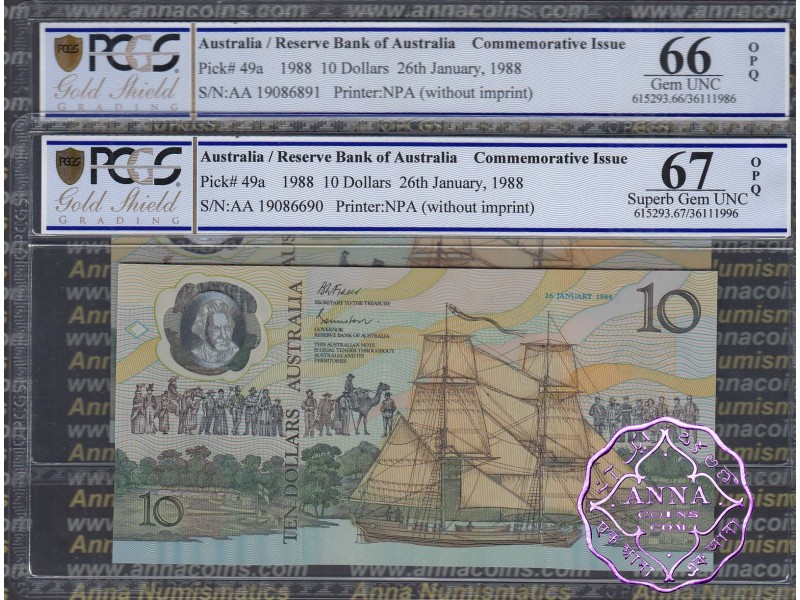 www.annacoins.com
PCGS
Gold Shield
GRADING
Australia / Reserve Bank of Australia Commemorative Issue
Pick# 49a 1988 10 Dollars 26th January, 1988
S/N:AA 19086891 Printer:NPA (without imprint)
66
Gem UNC
615293.66/36111986
OPQ
PCGS
Gold Shield
GRADING
Australia / Reserve Bank of Australia Commemorative Issue
Pick# 49a 1988 10 Dollars 26th January, 1988
S/N:AA 19086690 Printer:NPA (without imprint)
67
Superb Gem UNC
615293.67/36111996
OPQ
TEN DOLLARS AUSTRALIA
SECRETARY TO THE TREASURY
GOVERNOR
RESERVE BANK OF AUSTRALIA
THIS AUSTRALIAN NOTE
IS LEGAL TENDER THROUGHOUT
AUSTRALIA AND ITS
TERRITORIES
26 JANUARY 1988
10
10
ANNA
COINS
.COM
Anna Numismatics
www.annacoins.com
Anna Numismatics